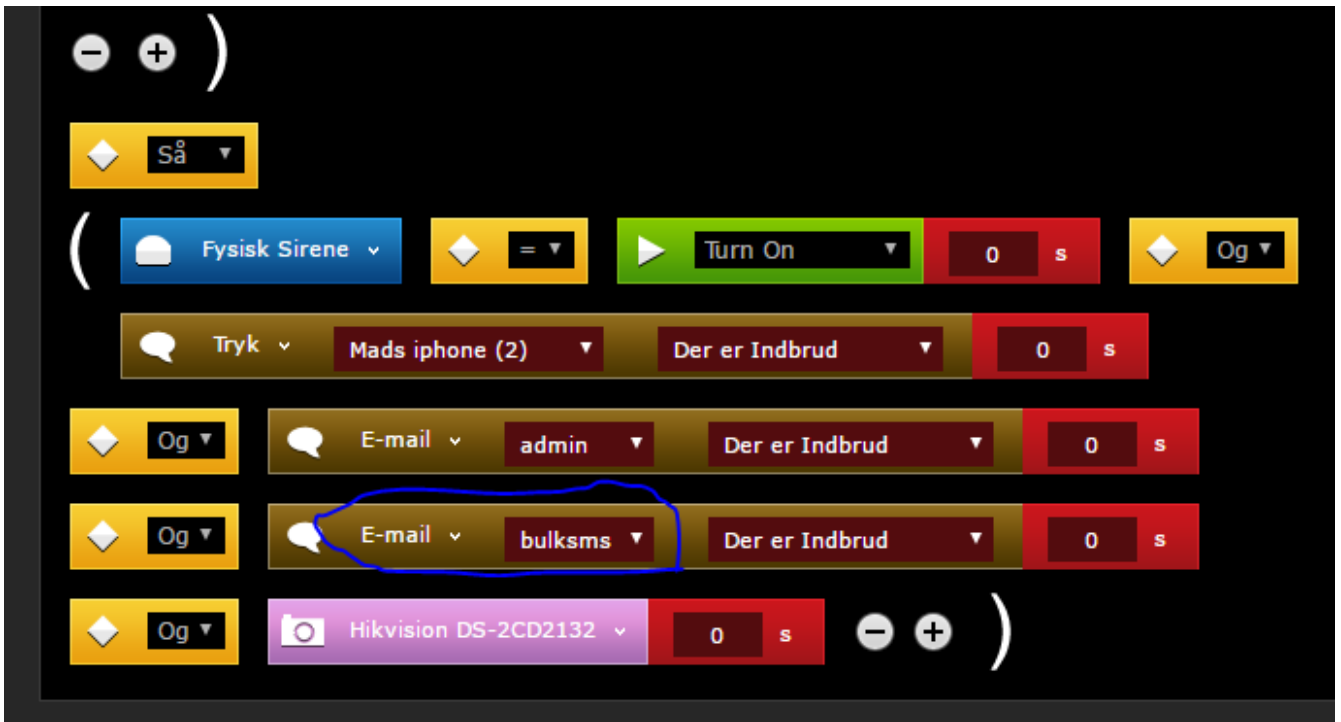 )
Så
( Fysisk Sirene = Turn On 0 s Og
Tryk Mads iphone (2) Der er Indbrud 0 s
Og E-mail admin Der er Indbrud 0 s
Og E-mail bulksms Der er Indbrud 0 s
Og Hikvision DS-2CD2132 0 s )